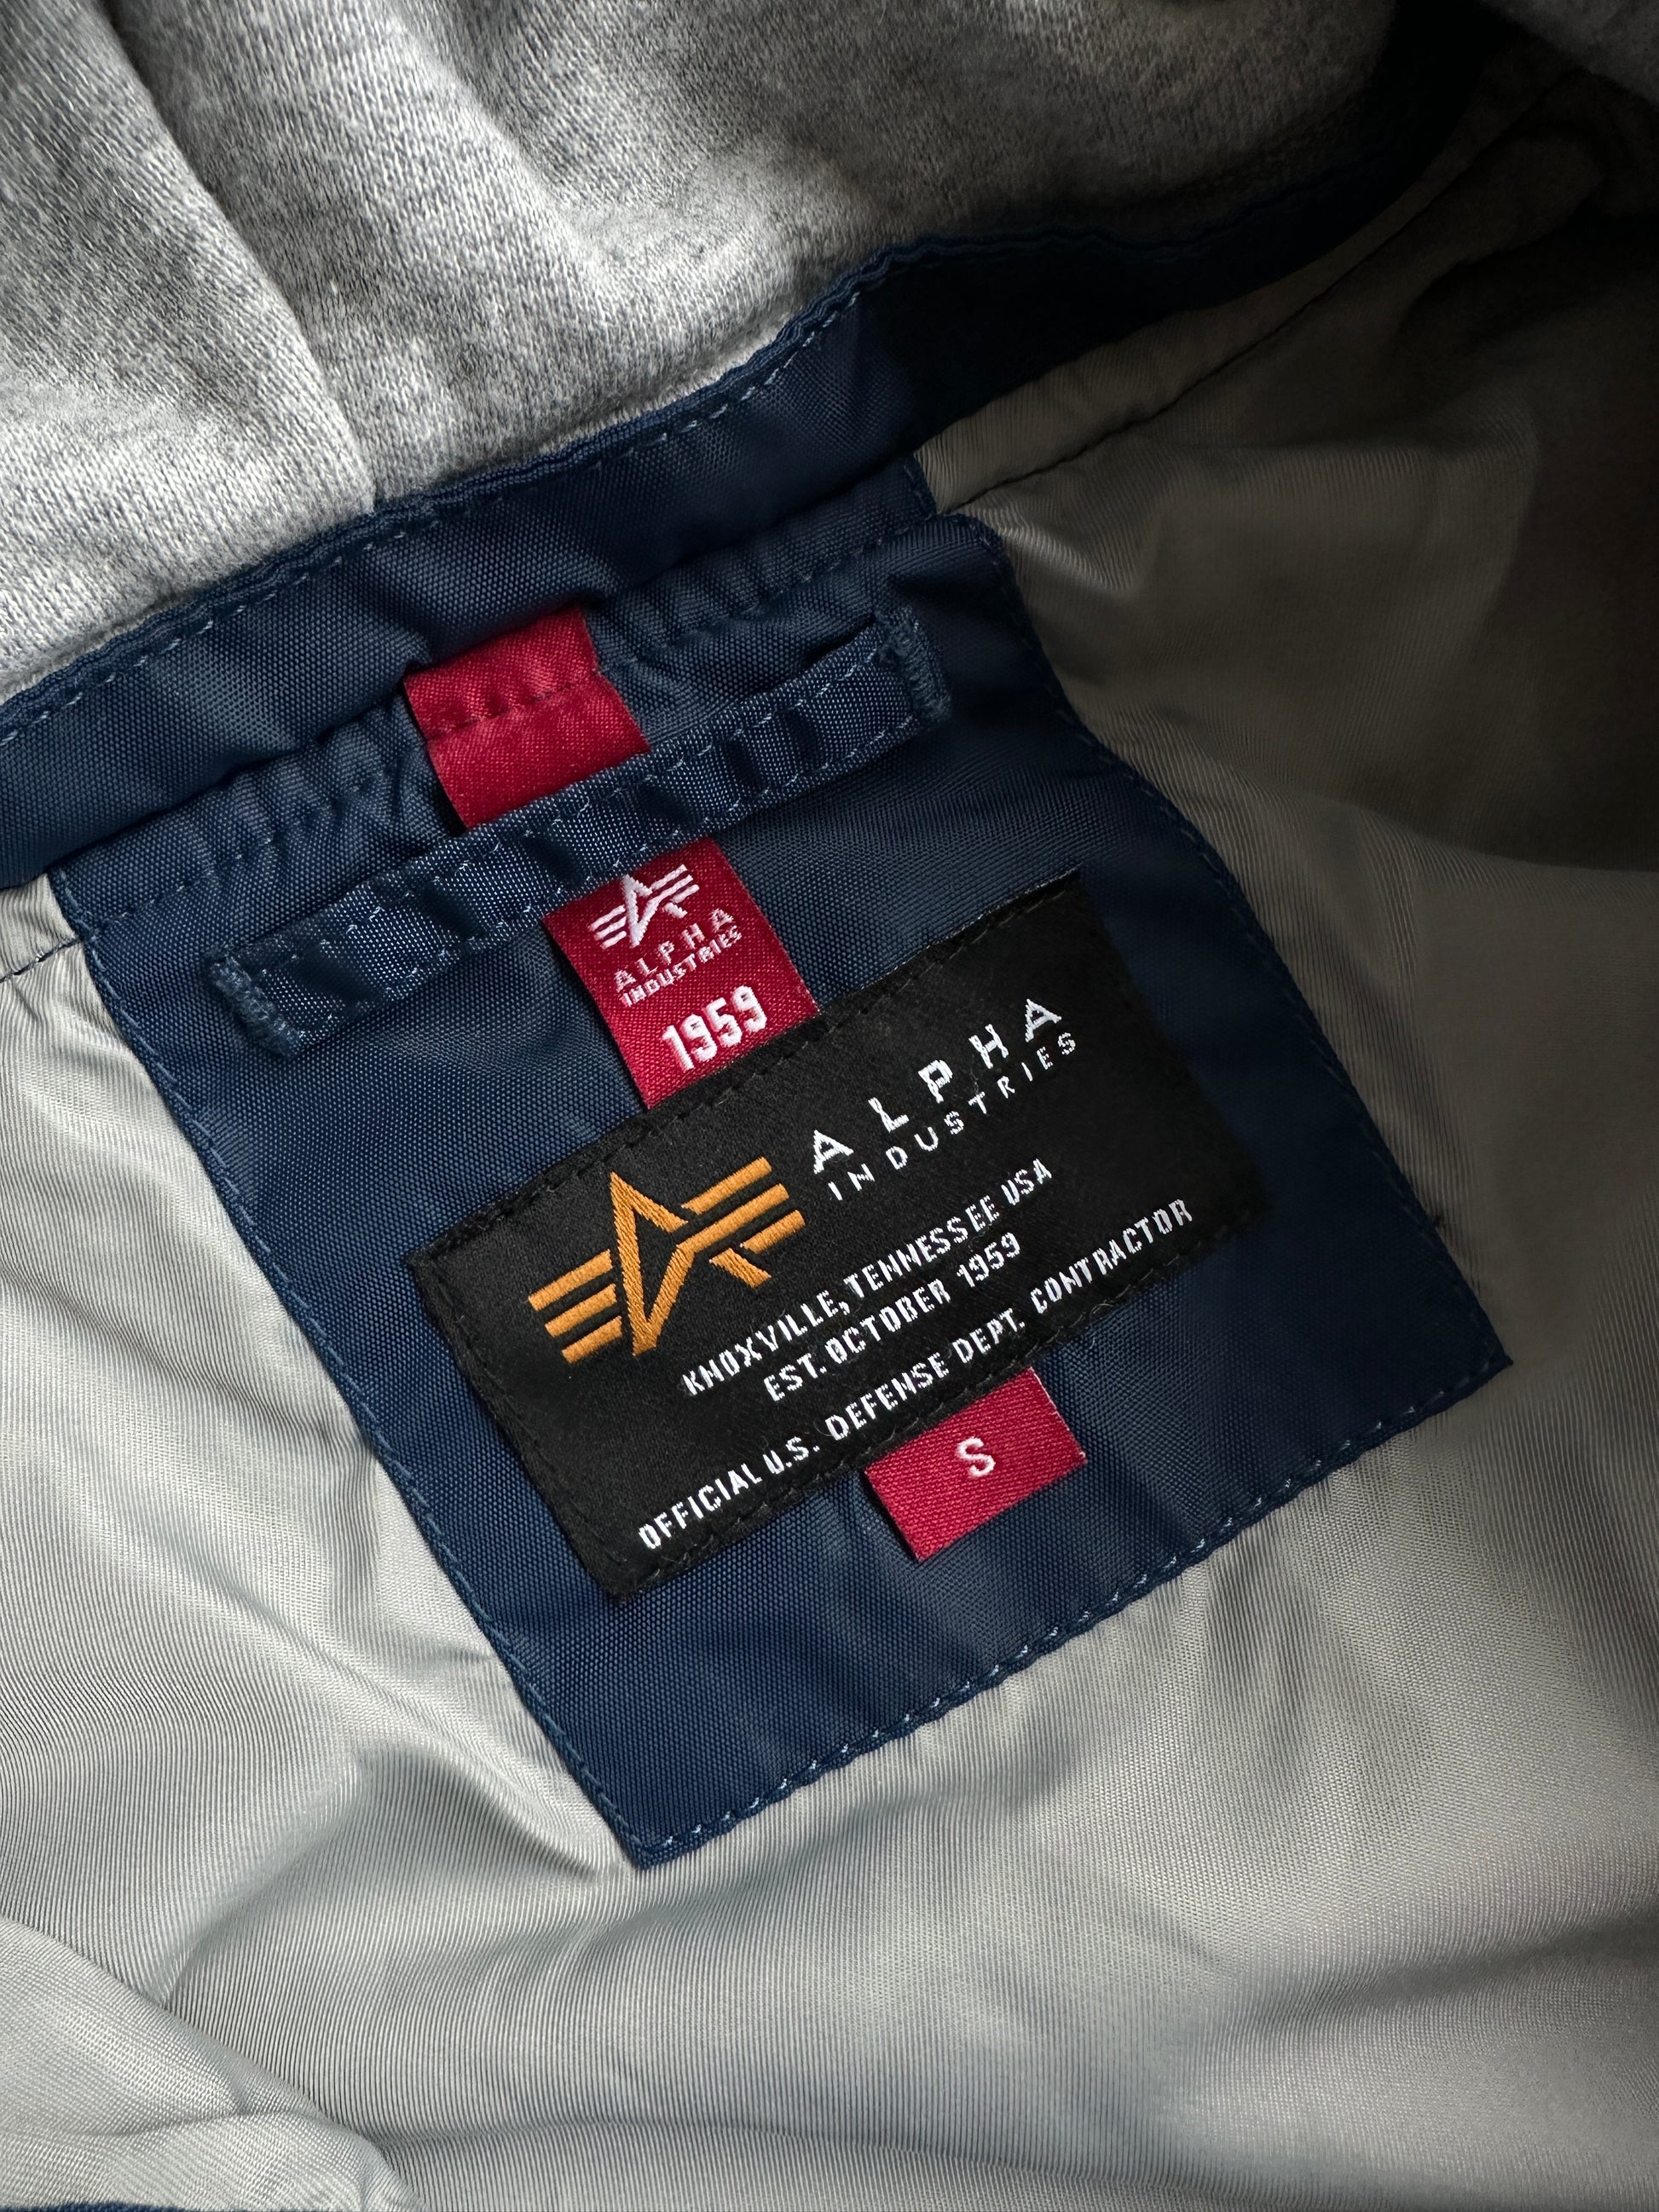 ALPHA
INDUSTRIES
1959
ALPHA
INDUSTRIES
KNOXVILLE, TENNESSEE USA
EST. OCTOBER 1959
OFFICIAL U.S. DEFENSE DEPT. CONTRACTOR
S